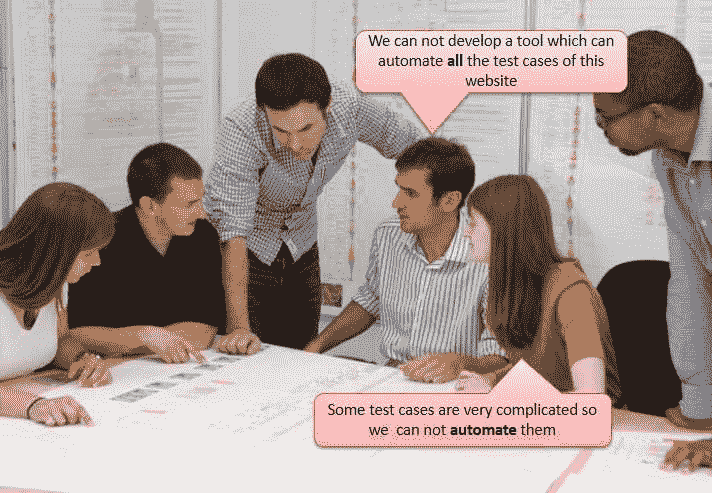 We can not develop a tool which can
automate all the test cases of this
website
Some test cases are very complicated so
we can not automate them